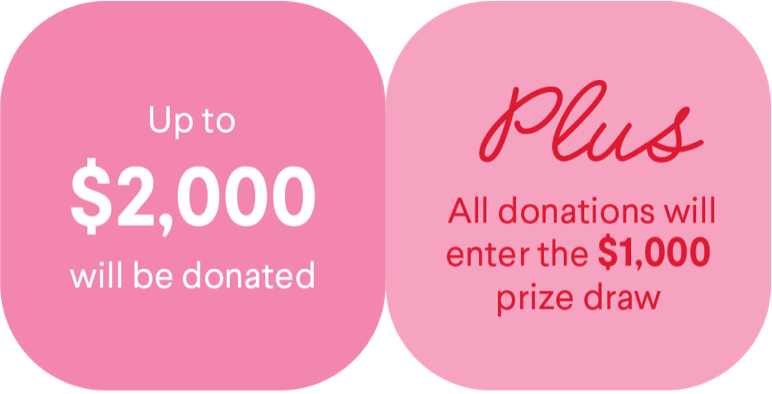 Up to
$2,000
will be donated
Plus
All donations will
enter the $1,000
prize draw